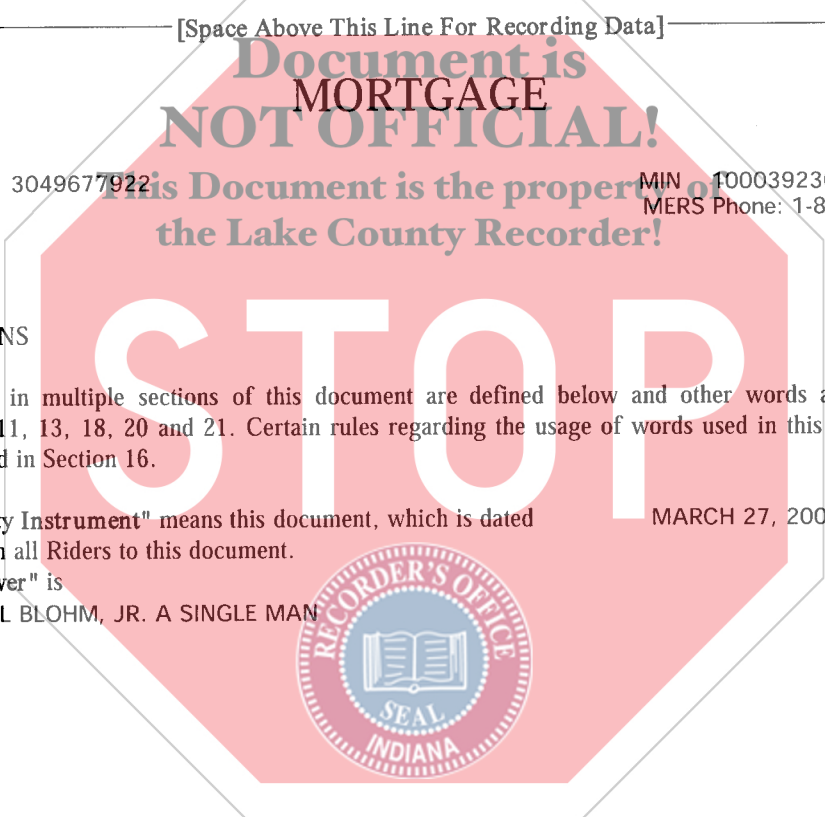 [Space Above This Line For Recording Data]
Document is
MORTGAGE
NOT OFFICIAL!
3049677922
This Document is the property of
MIN 10003923
MERS Phone: 1-8
the Lake County Recorder!
STOP
NS
in multiple sections of this document are defined below and other words a
11, 13, 18, 20 and 21. Certain rules regarding the usage of words used in this
d in Section 16.
y Instrument" means this document, which is dated MARCH 27, 200
all Riders to this document.
ver" is
L BLOHM, JR. A SINGLE MAN
RECORDER'S OFFICE
SEAL
INDIANA